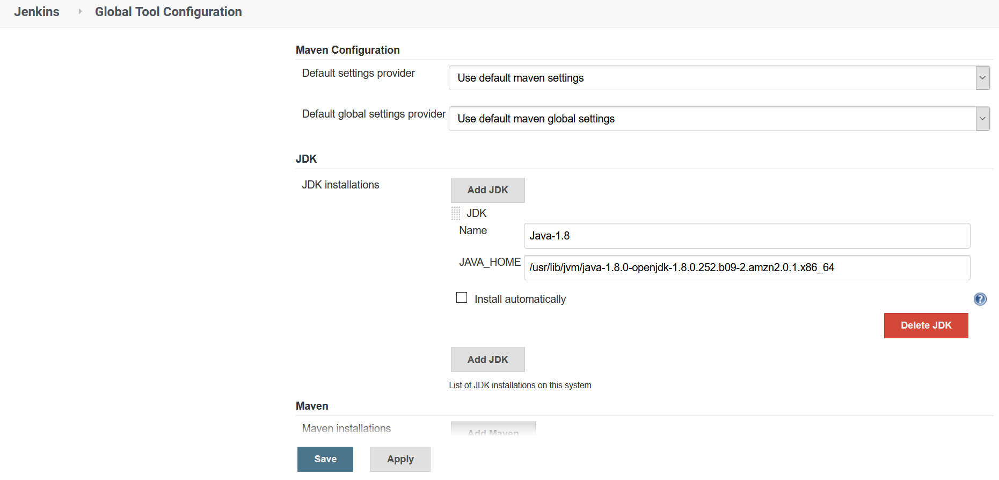 Jenkins Global Tool Configuration
Maven Configuration
Default settings provider Use default maven settings
Default global settings provider Use default maven global settings
JDK
JDK installations Add JDK
JDK
Name Java-1.8
JAVA_HOME /usr/lib/jvm/java-1.8.0-openjdk-1.8.0.252.b09-2.amzn2.0.1.x86_64
Install automatically ?
Delete JDK
Add JDK
List of JDK installations on this system
Maven
Maven installations Add Maven
Save Apply